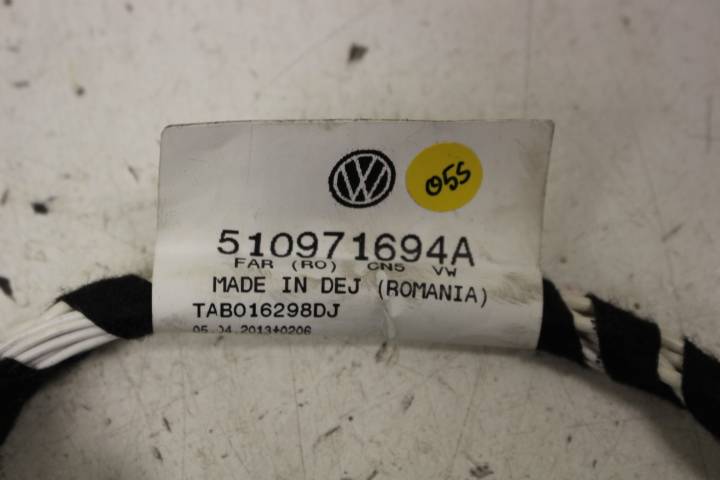 055
510971694A
FAR (RO) CN5 VW
MADE IN DEJ (ROMANIA)
TAB016298DJ
05.04.2013+0206